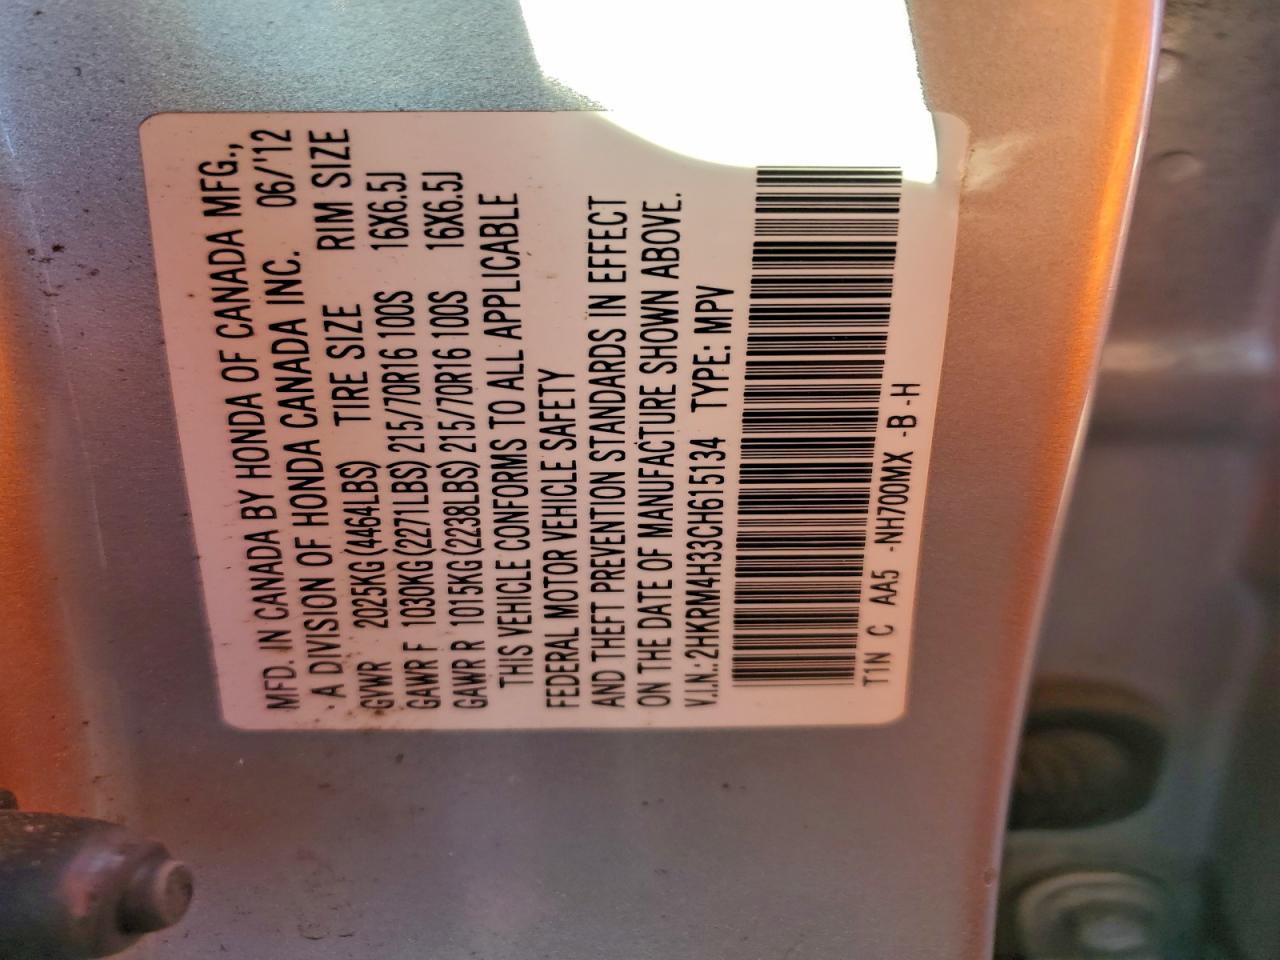 MFD. IN CANADA BY HONDA OF CANADA MFG.,
- A DIVISION OF HONDA CANADA INC. 06/'12
GVWR 2025KG(4464LBS) TIRE SIZE RIM SIZE
GAWR F 1030KG(2271LBS) 215/70R16 100S 16X6.5J
GAWR R 1015KG(2238LBS) 215/70R16 100S 16X6.5J
THIS VEHICLE CONFORMS TO ALL APPLICABLE
FEDERAL MOTOR VEHICLE SAFETY
AND THEFT PREVENTION STANDARDS IN EFFECT
ON THE DATE OF MANUFACTURE SHOWN ABOVE.
V.I.N.:2HKRM4H33CH615134 TYPE: MPV
T1N C AA5 -NH700MX -B -H